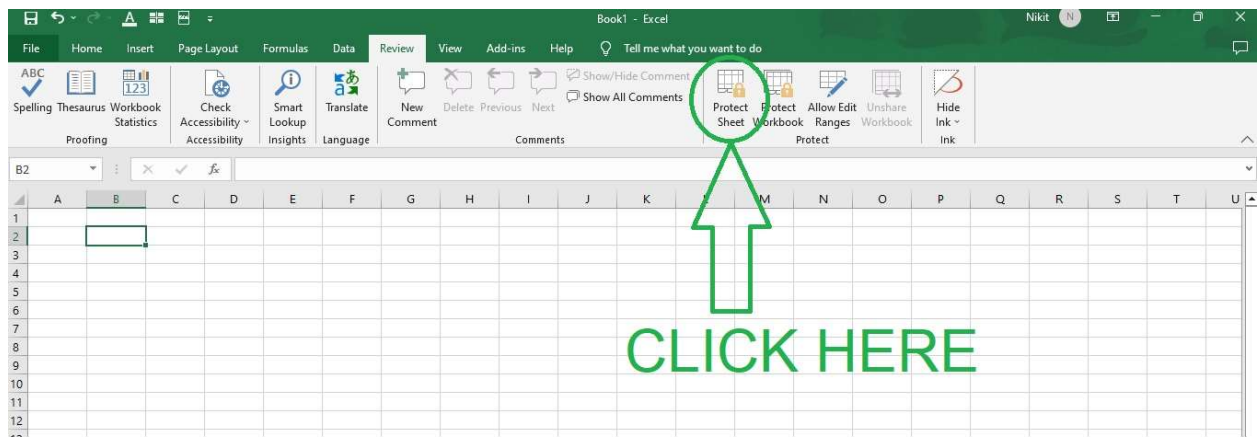 Book1 - Excel
Nikit N
File Home Insert Page Layout Formulas Data Review View Add-ins Help Tell me what you want to do
ABC
123
a あ
Spelling Thesaurus Workbook Statistics
Check Accessibility
Smart Lookup
Translate
New Comment
Delete Previous Next
Show/Hide Comment
Show All Comments
Protect Sheet
Protect Workbook
Allow Edit Ranges
Unshare Workbook
Hide Ink
Proofing Accessibility Insights Language Comments Protect Ink
B2 fx
A B C D E F G H I J K M N O P Q R S T U
1
2
3
4
5
6
7
8
9
10
11
12
CLICK HERE